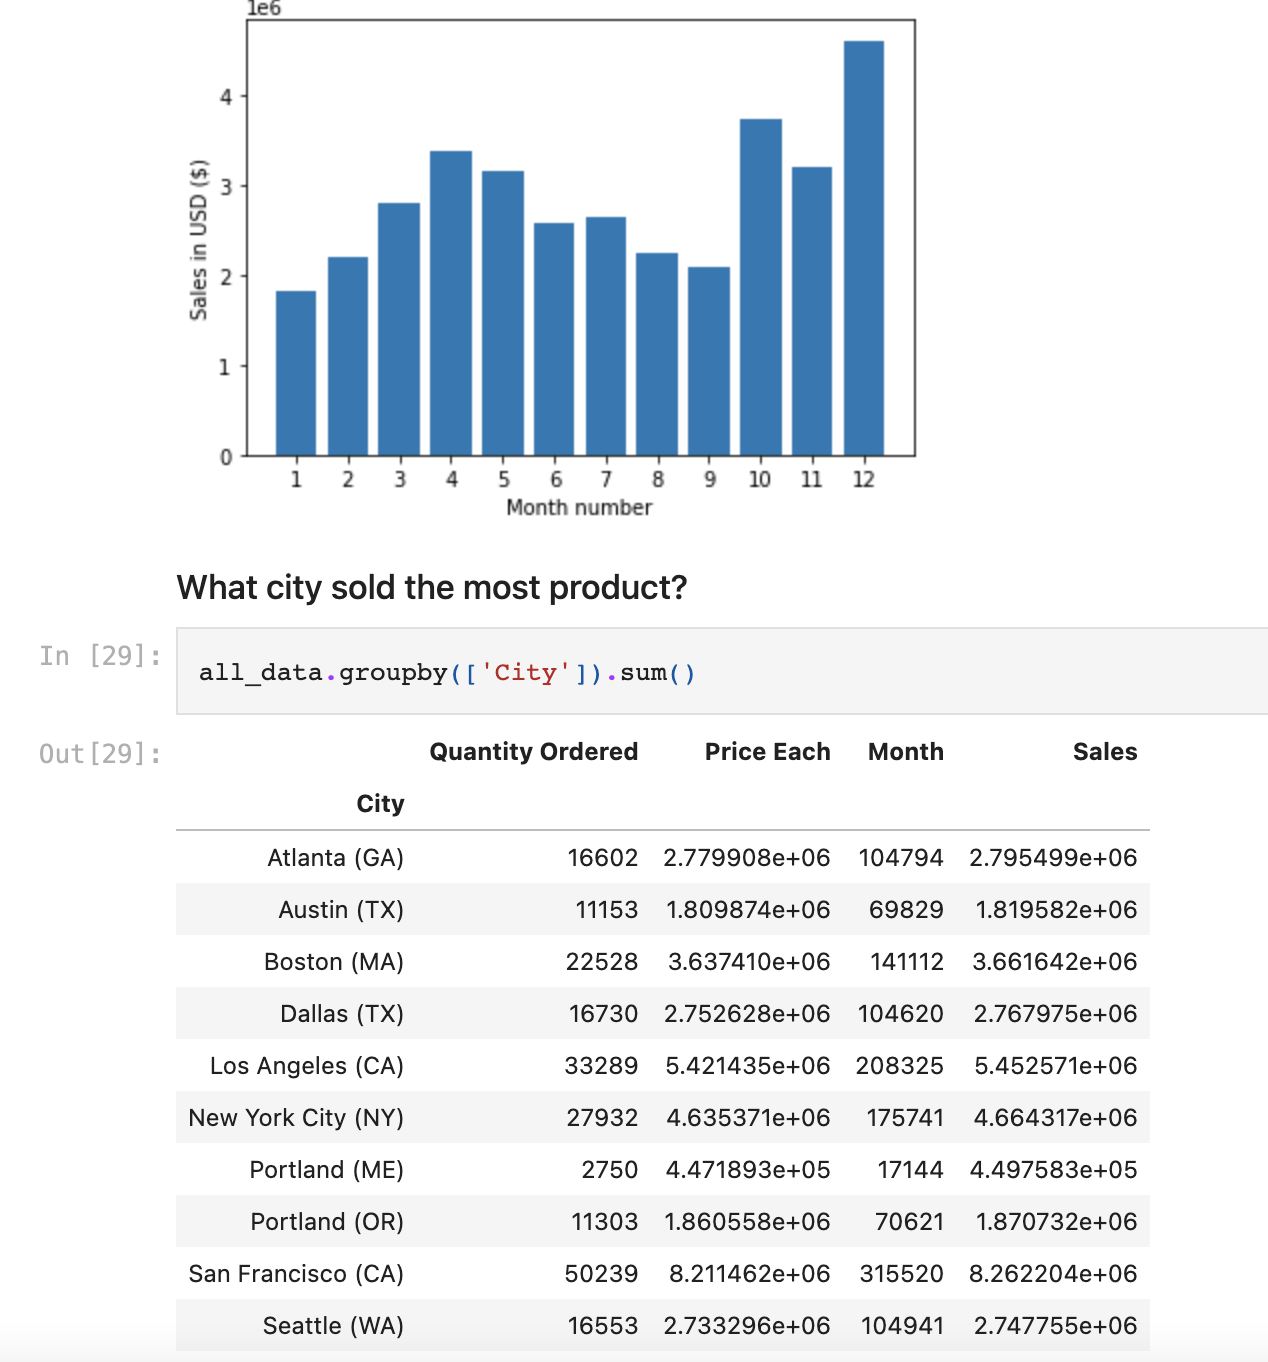 1e6
4
3
2
1
0
Sales in USD ($)
1 2 3 4 5 6 7 8 9 10 11 12
Month number
What city sold the most product?
In [29]:
all_data.groupby(['City']).sum()
Out[29]:
Quantity Ordered Price Each Month Sales
City
Atlanta (GA) 16602 2.779908e+06 104794 2.795499e+06
Austin (TX) 11153 1.809874e+06 69829 1.819582e+06
Boston (MA) 22528 3.637410e+06 141112 3.661642e+06
Dallas (TX) 16730 2.752628e+06 104620 2.767975e+06
Los Angeles (CA) 33289 5.421435e+06 208325 5.452571e+06
New York City (NY) 27932 4.635371e+06 175741 4.664317e+06
Portland (ME) 2750 4.471893e+05 17144 4.497583e+05
Portland (OR) 11303 1.860558e+06 70621 1.870732e+06
San Francisco (CA) 50239 8.211462e+06 315520 8.262204e+06
Seattle (WA) 16553 2.733296e+06 104941 2.747755e+06